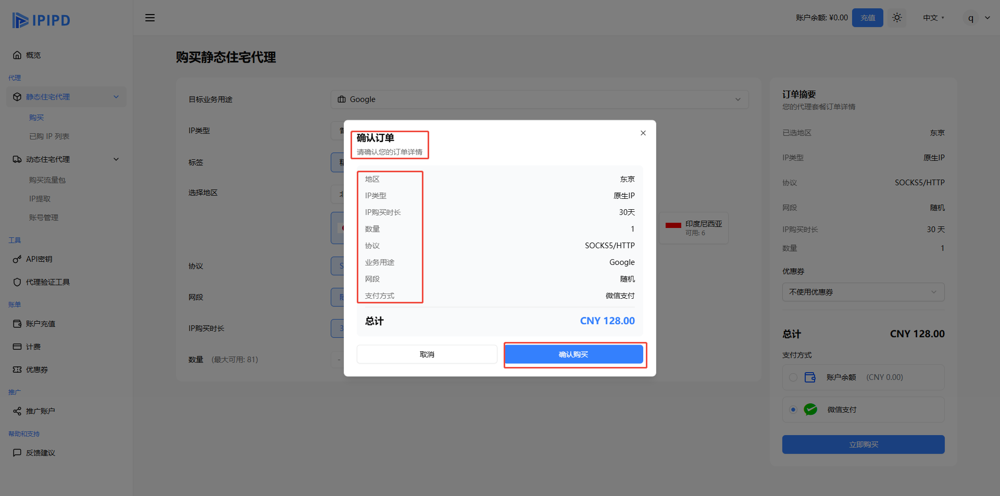 IPIPD
账户余额: ¥0.00
充值
中文
q
概览
代理
静态住宅代理
购买
已购 IP 列表
动态住宅代理
购买流量包
IP提取
账号管理
工具
API密钥
代理验证工具
账单
账户充值
计费
优惠券
推广
推广账户
帮助和支持
反馈建议
购买静态住宅代理
目标业务用途
Google
IP类型
标签
选择地区
印度尼西亚
可用: 6
协议
网段
IP购买时长
数量 (最大可用: 81)
-
确认订单
请确认您的订单详情
地区 东京
IP类型 原生IP
IP购买时长 30天
数量 1
协议 SOCKS5/HTTP
业务用途 Google
网段 随机
支付方式 微信支付
总计 CNY 128.00
取消
确认购买
订单摘要
您的代理套餐订单详情
已选地区 东京
IP类型 原生IP
协议 SOCKS5/HTTP
网段 随机
IP购买时长 30 天
数量 1
优惠券
不使用优惠券
总计 CNY 128.00
支付方式
账户余额 (CNY 0.00)
微信支付
立即购买